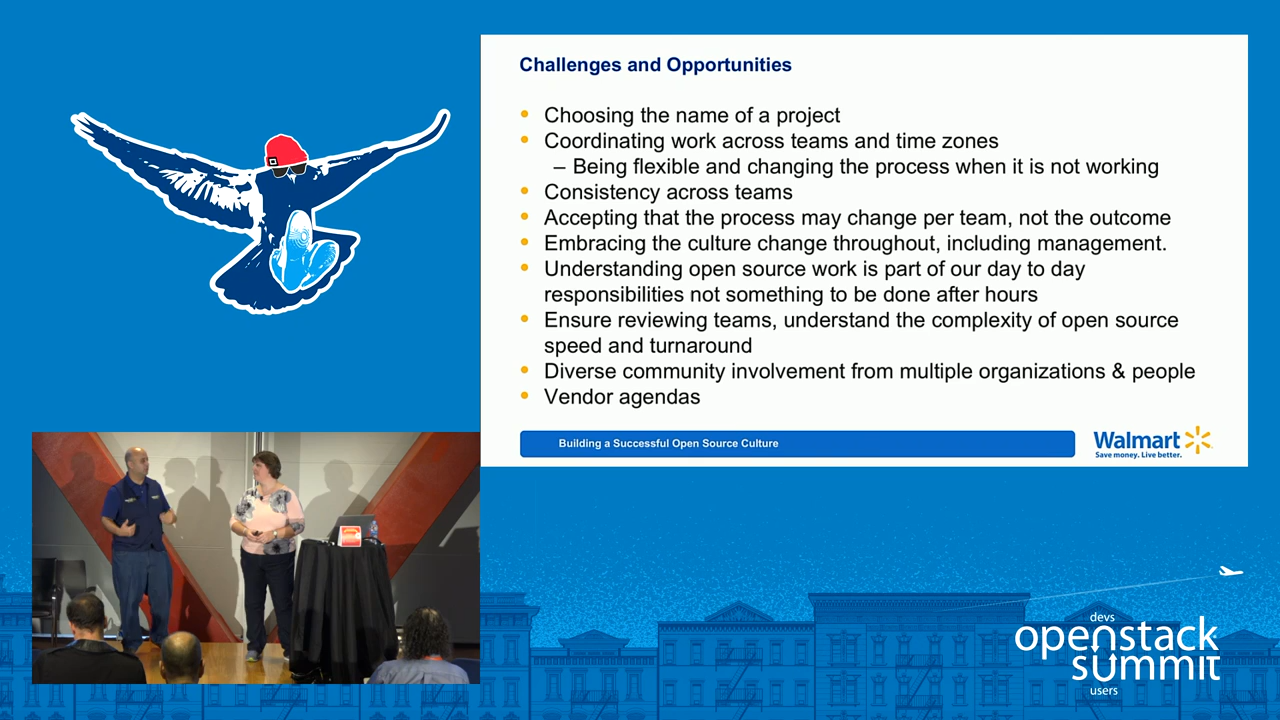 Challenges and Opportunities
• Choosing the name of a project
• Coordinating work across teams and time zones
– Being flexible and changing the process when it is not working
• Consistency across teams
• Accepting that the process may change per team, not the outcome
• Embracing the culture change throughout, including management.
• Understanding open source work is part of our day to day
responsibilities not something to be done after hours
• Ensure reviewing teams, understand the complexity of open source
speed and turnaround
• Diverse community involvement from multiple organizations & people
• Vendor agendas
Building a Successful Open Source Culture
Walmart
Save money. Live better.
devs
openstack
summit
users